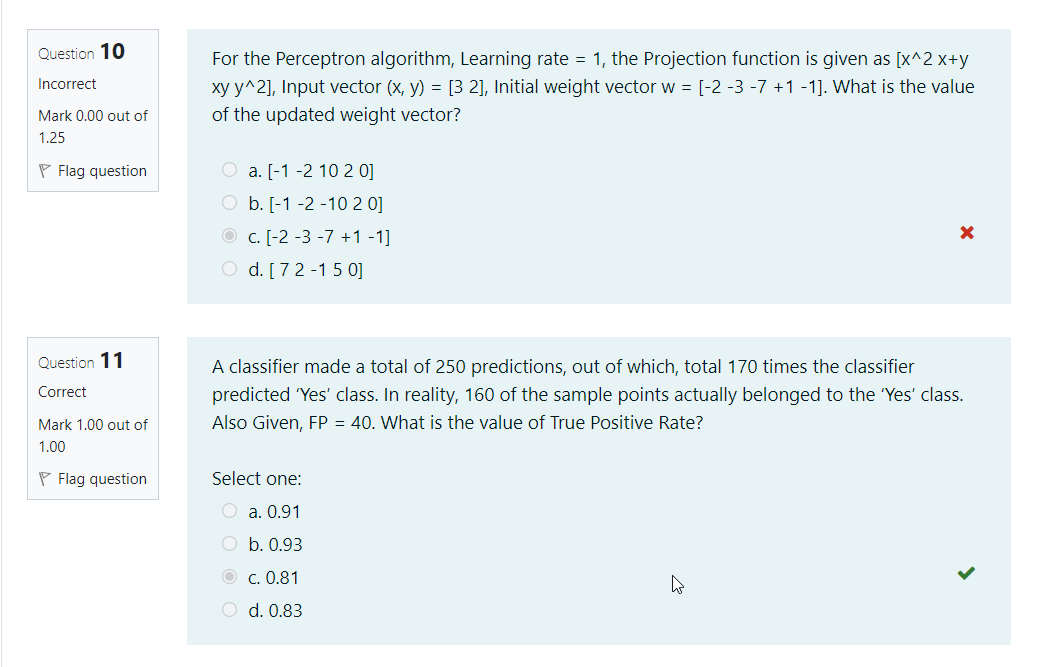 Question 10
Incorrect
Mark 0.00 out of
1.25
Flag question
For the Perceptron algorithm, Learning rate = 1, the Projection function is given as [x^2 x+y
xy y^2], Input vector (x, y) = [3 2], Initial weight vector w = [-2 -3 -7 +1 -1]. What is the value
of the updated weight vector?
a. [-1 -2 10 2 0]
b. [-1 -2 -10 2 0]
c. [-2 -3 -7 +1 -1]
d. [ 7 2 -1 5 0]
Question 11
Correct
Mark 1.00 out of
1.00
Flag question
A classifier made a total of 250 predictions, out of which, total 170 times the classifier
predicted ‘Yes’ class. In reality, 160 of the sample points actually belonged to the ‘Yes’ class.
Also Given, FP = 40. What is the value of True Positive Rate?
Select one:
a. 0.91
b. 0.93
c. 0.81
d. 0.83